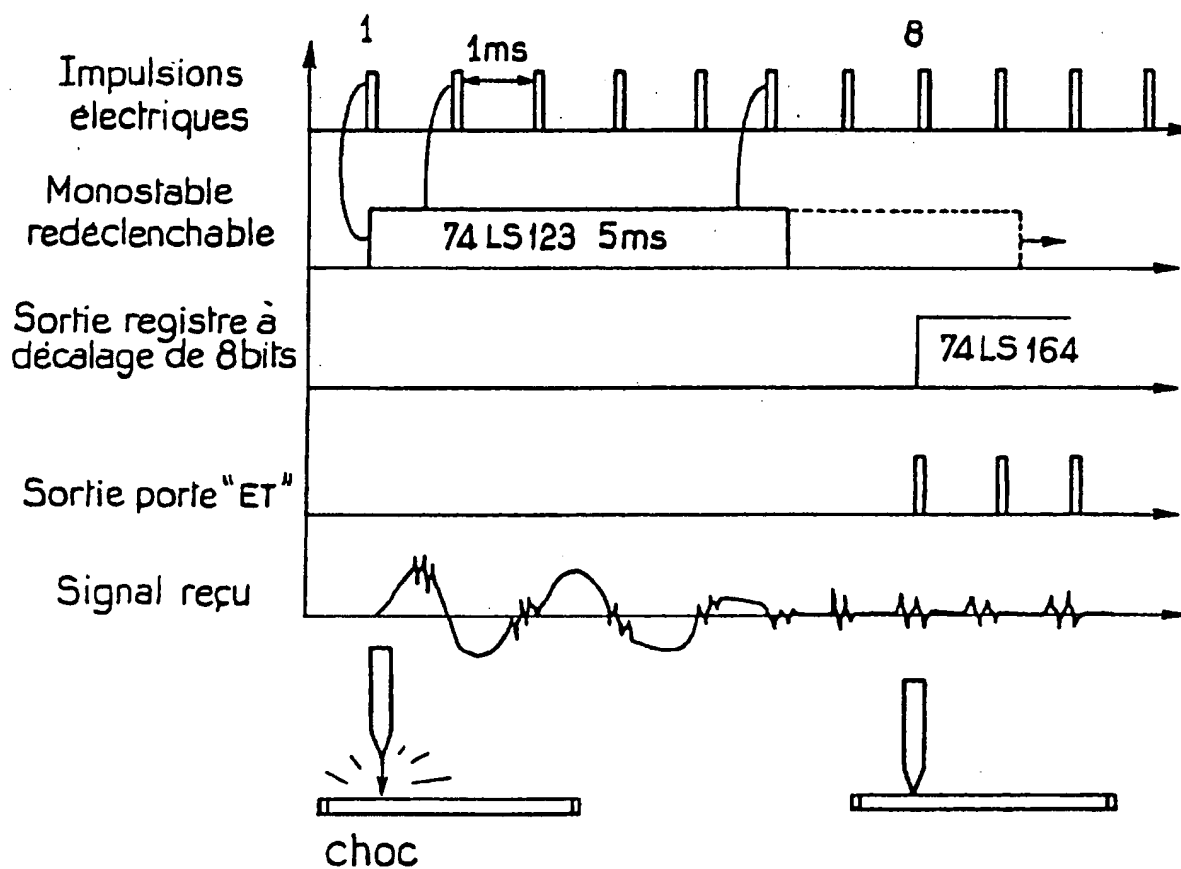 1
8
1ms
Impulsions
électriques
Monostable
redéclenchable
74 LS 123 5ms
Sortie registre à
décalage de 8bits
74 LS 164
Sortie porte "ET"
Signal reçu
choc